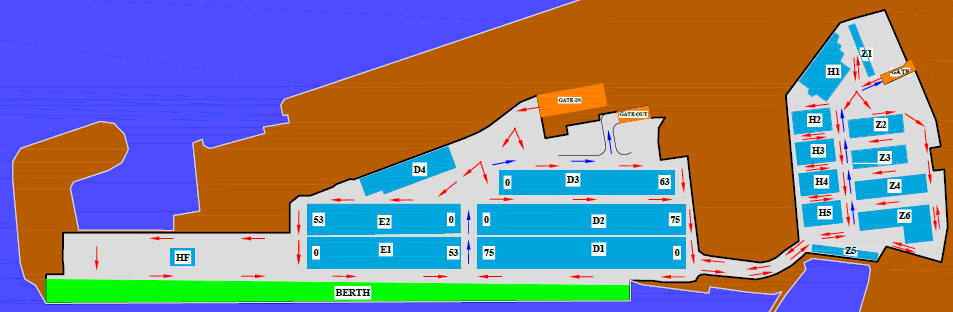 Z1
H1
GATE
GATE-IN
GATE-OUT
H2
Z2
H3
Z3
D4
H4
Z4
0 D3 63
H5
Z6
53 E2 0
0 D2 75
HF
E1 53
75 D1 0
Z5
BERTH